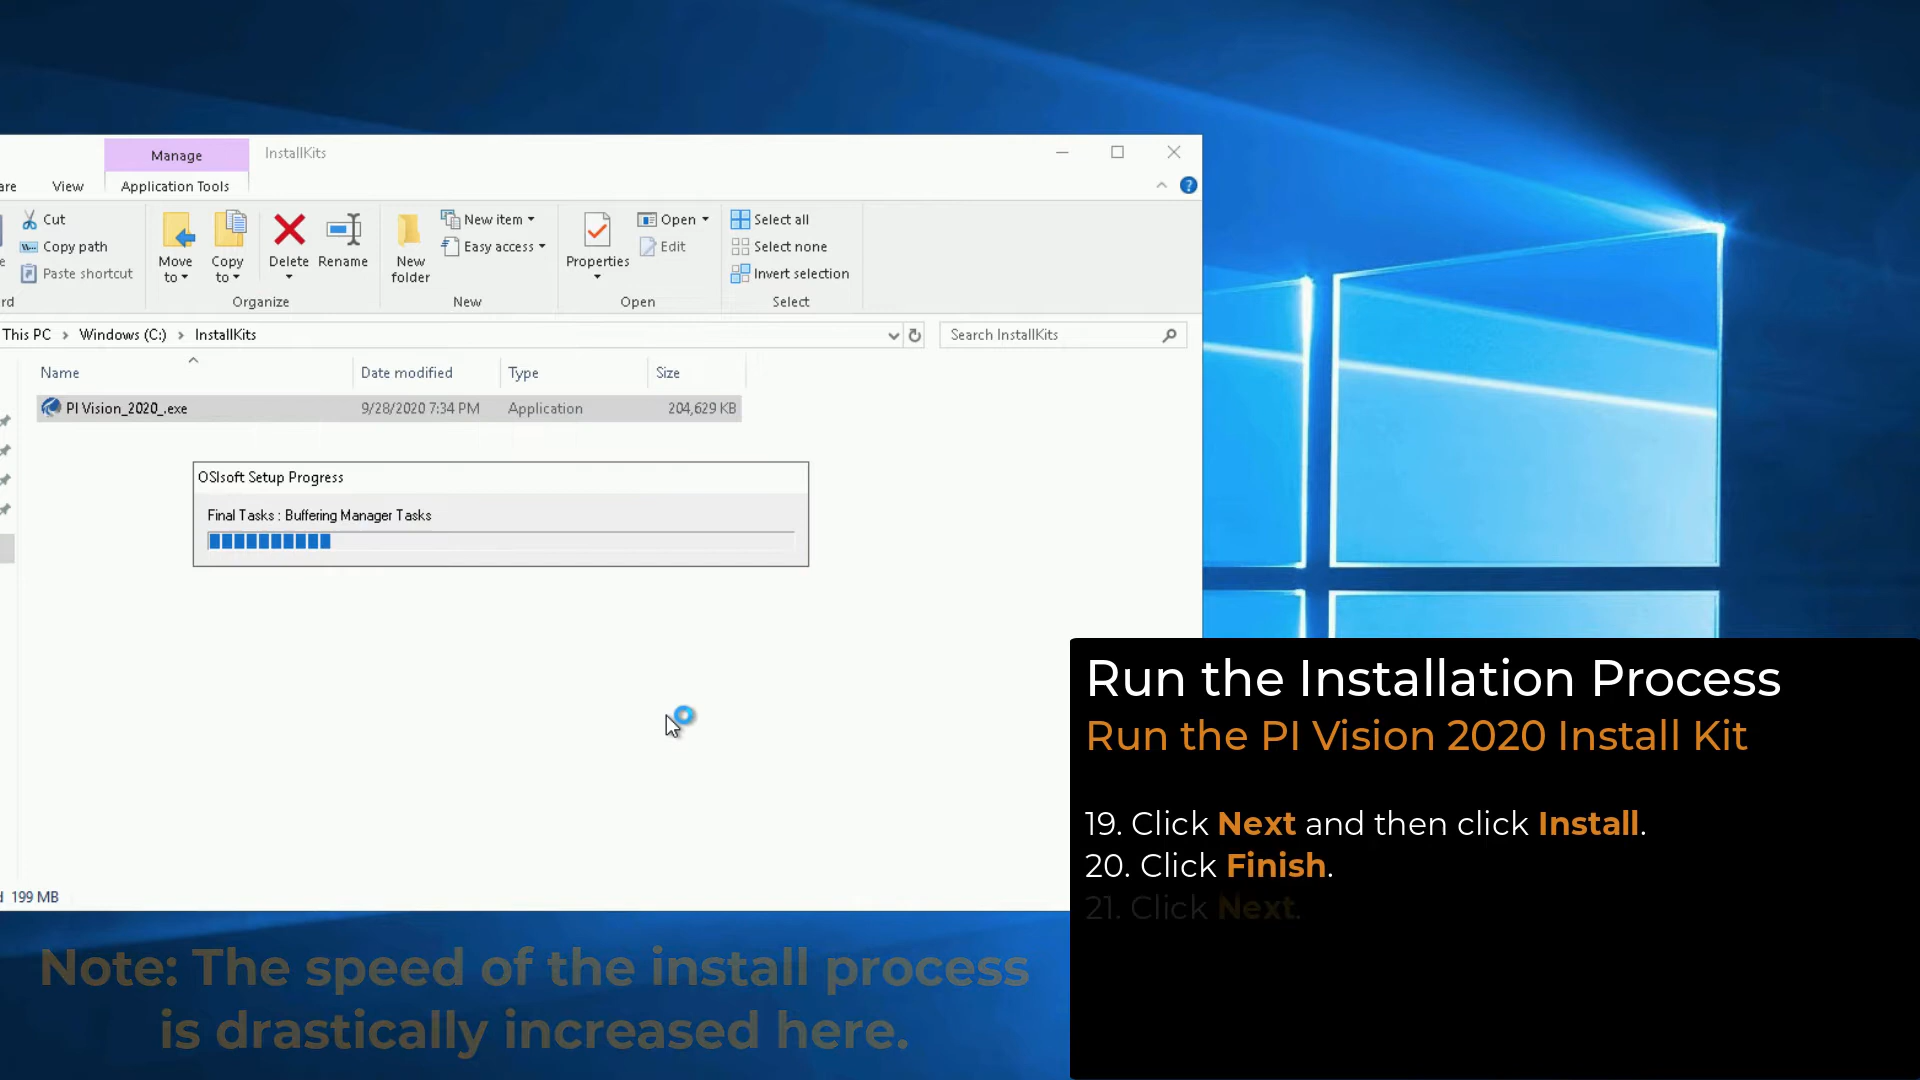 Manage
InstallKits
are
View
Application Tools
Cut
Copy path
Paste shortcut
rd
Move to
Copy to
Delete
Rename
Organize
New folder
New item
Easy access
New
Properties
Open
Edit
Open
Select all
Select none
Invert selection
Select
This PC > Windows (C:) > InstallKits
Search InstallKits
Name
Date modified
Type
Size
PI Vision_2020_.exe
9/28/2020 7:34 PM
Application
204,629 KB
OSIsoft Setup Progress
Final Tasks : Buffering Manager Tasks
d 199 MB
Run the Installation Process
Run the PI Vision 2020 Install Kit
19. Click Next and then click Install.
20. Click Finish.
21. Click Next.
Note: The speed of the install process
is drastically increased here.